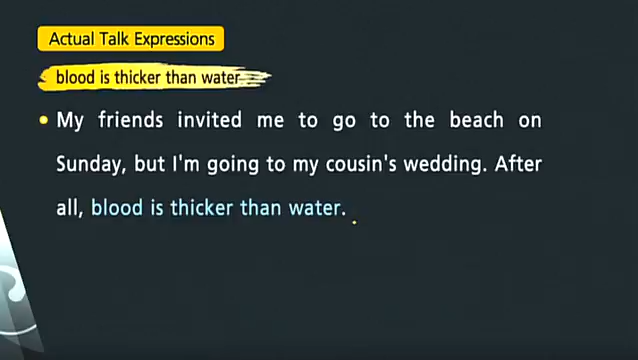 Actual Talk Expressions
blood is thicker than water
My friends invited me to go to the beach on
Sunday, but I'm going to my cousin's wedding. After
all, blood is thicker than water.